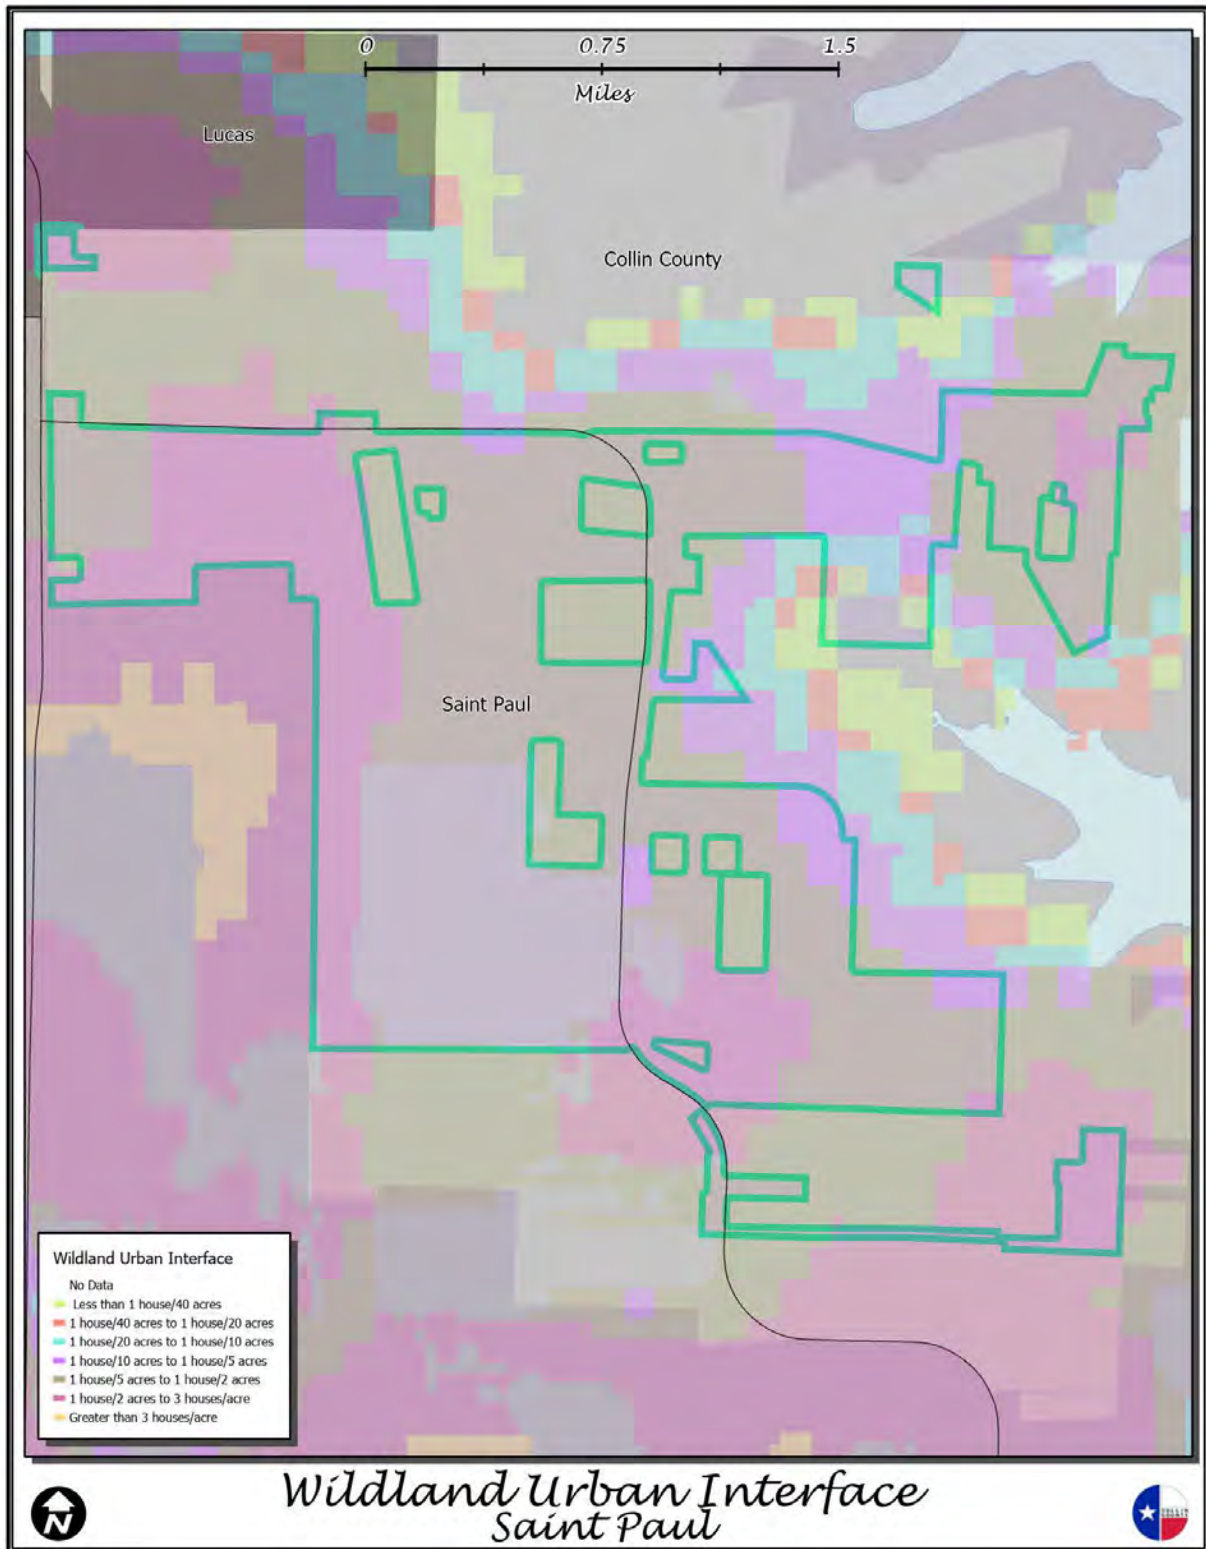 0 0.75 1.5
Miles
Lucas
Collin County
Saint Paul
Wildland Urban Interface
No Data
Less than 1 house/40 acres
1 house/40 acres to 1 house/20 acres
1 house/20 acres to 1 house/10 acres
1 house/10 acres to 1 house/5 acres
1 house/5 acres to 1 house/2 acres
1 house/2 acres to 3 houses/acre
Greater than 3 houses/acre
N
Wildland Urban Interface
Saint Paul